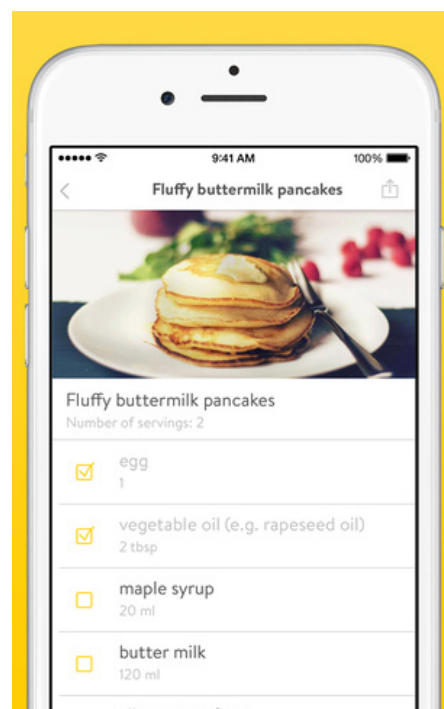 9:41 AM
100%
Fluffy buttermilk pancakes
Fluffy buttermilk pancakes
Number of servings: 2
egg
1
vegetable oil (e.g. rapeseed oil)
2 tbsp
maple syrup
20 ml
butter milk
120 ml